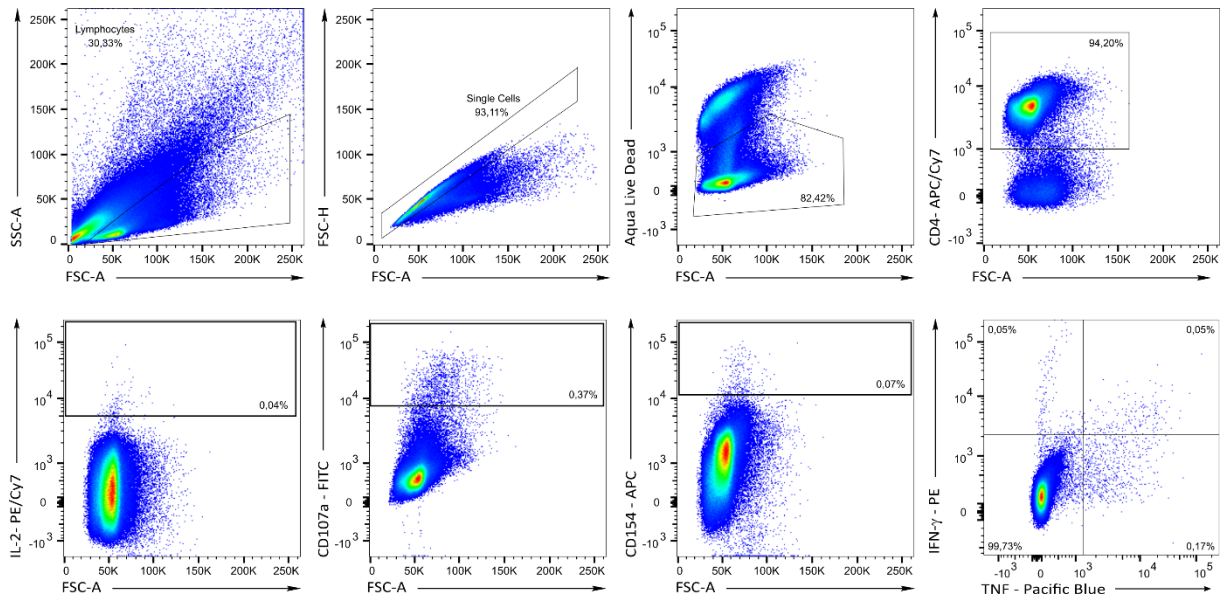 Lymphocytes
30,33%
250K
200K
150K
100K
50K
0
SSC-A
0
50K
100K
150K
200K
250K
FSC-A
Single Cells
93,11%
250K
200K
150K
100K
50K
0
FSC-H
0
50K
100K
150K
200K
250K
FSC-A
82,42%
10^5
10^4
10^3
0
-10^3
Aqua Live Dead
0
50K
100K
150K
200K
250K
FSC-A
94,20%
10^5
10^4
10^3
0
-10^3
CD4- APC/Cy7
0
50K
100K
150K
200K
250K
FSC-A
0,04%
10^5
10^4
10^3
0
-10^3
IL-2- PE/Cy7
0
50K
100K
150K
200K
250K
FSC-A
0,37%
10^5
10^4
10^3
0
-10^3
CD107a - FITC
0
50K
100K
150K
200K
250K
FSC-A
0,07%
10^5
10^4
10^3
0
-10^3
CD154 - APC
0
50K
100K
150K
200K
250K
FSC-A
0,05%
0,05%
99,73%
0,17%
10^5
10^4
10^3
0
IFN-γ - PE
-10^3
0
10^3
10^4
10^5
TNF - Pacific Blue